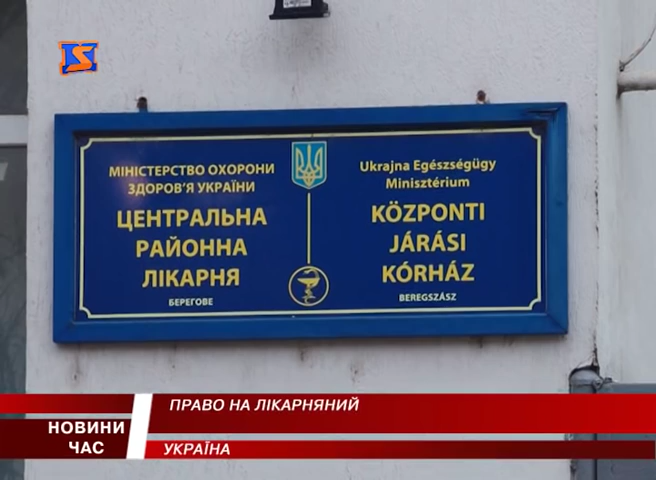 МІНІСТЕРСТВО ОХОРОНИ
ЗДОРОВ'Я УКРАЇНИ
ЦЕНТРАЛЬНА
РАЙОННА
ЛІКАРНЯ
БЕРЕГОВЕ
Ukrajna Egészségügy
Minisztérium
KÖZPONTI
JÁRÁSI
KÓRHÁZ
BEREGSZÁSZ
ПРАВО НА ЛІКАРНЯНИЙ
НОВИНИ
ЧАС
УКРАЇНА